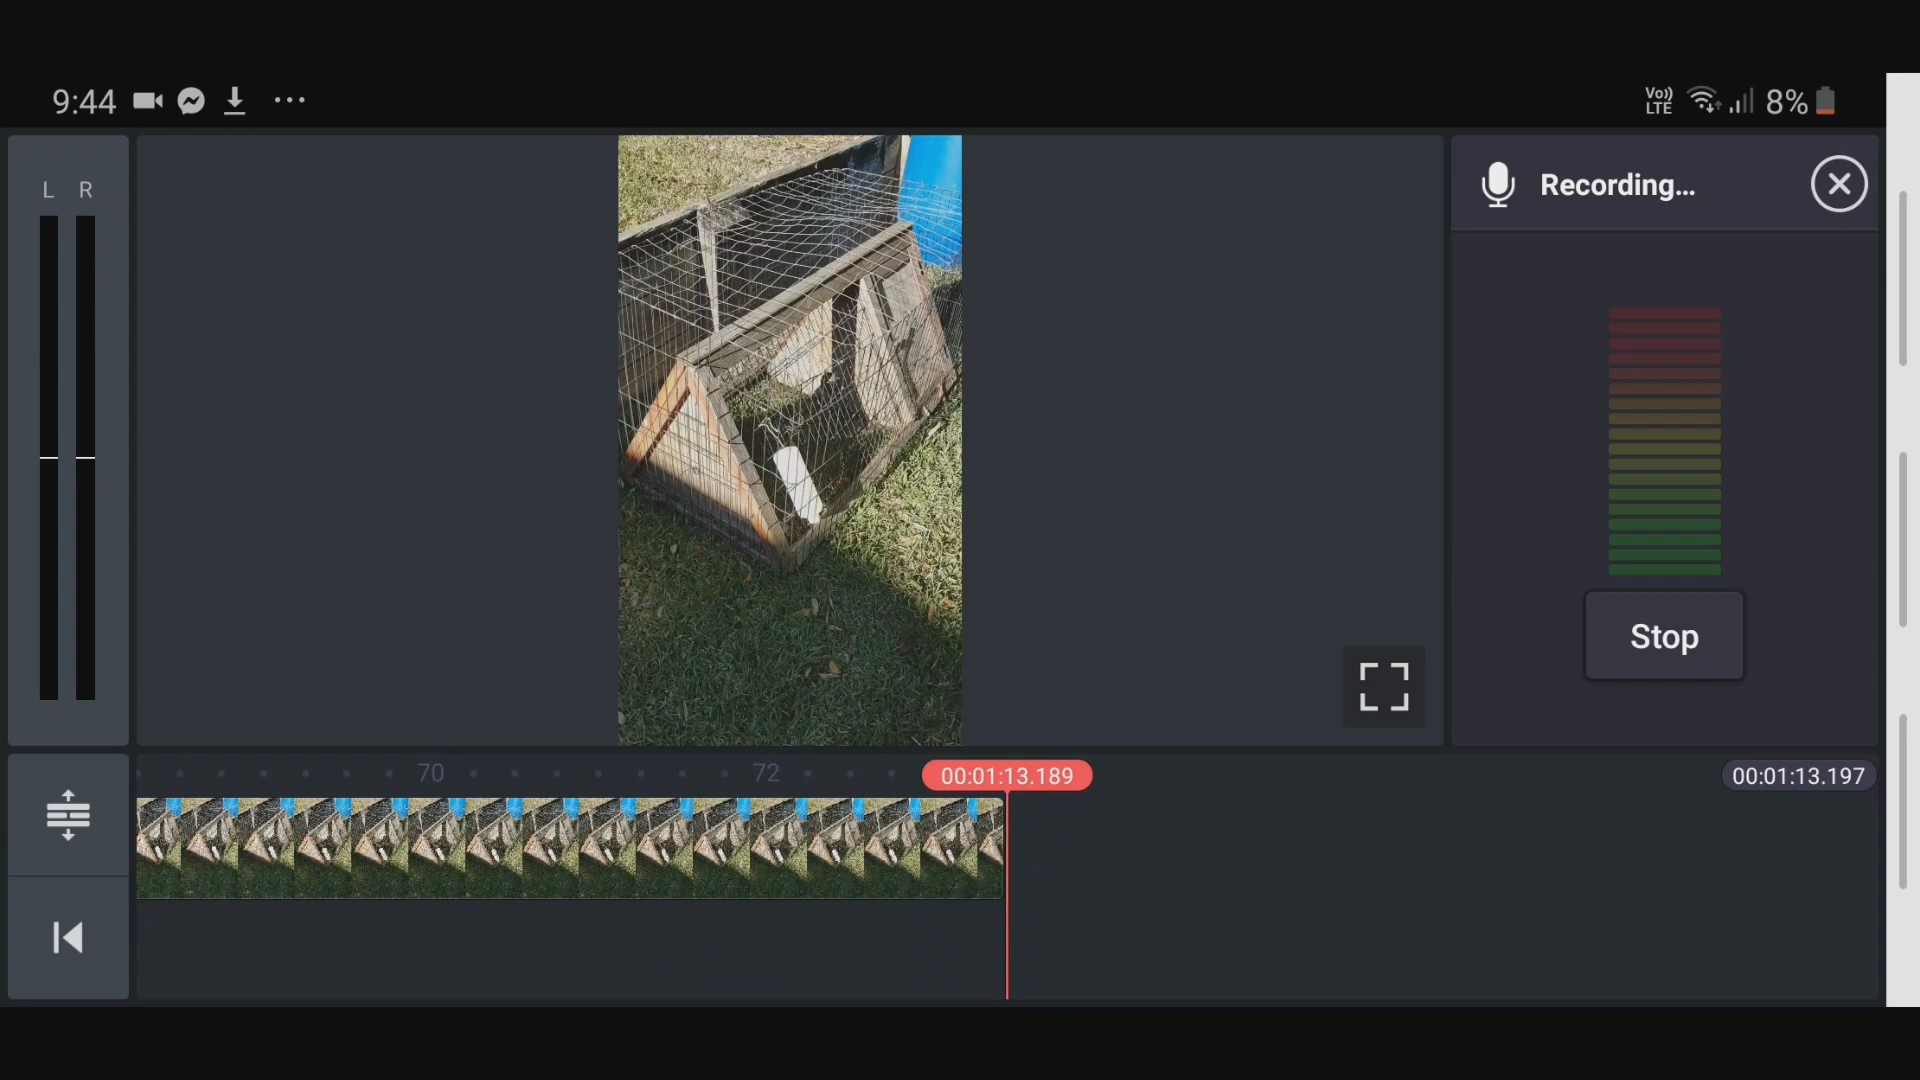 9:44
Vo))
LTE
8%
L R
Recording...
Stop
70
72
00:01:13.189
00:01:13.197